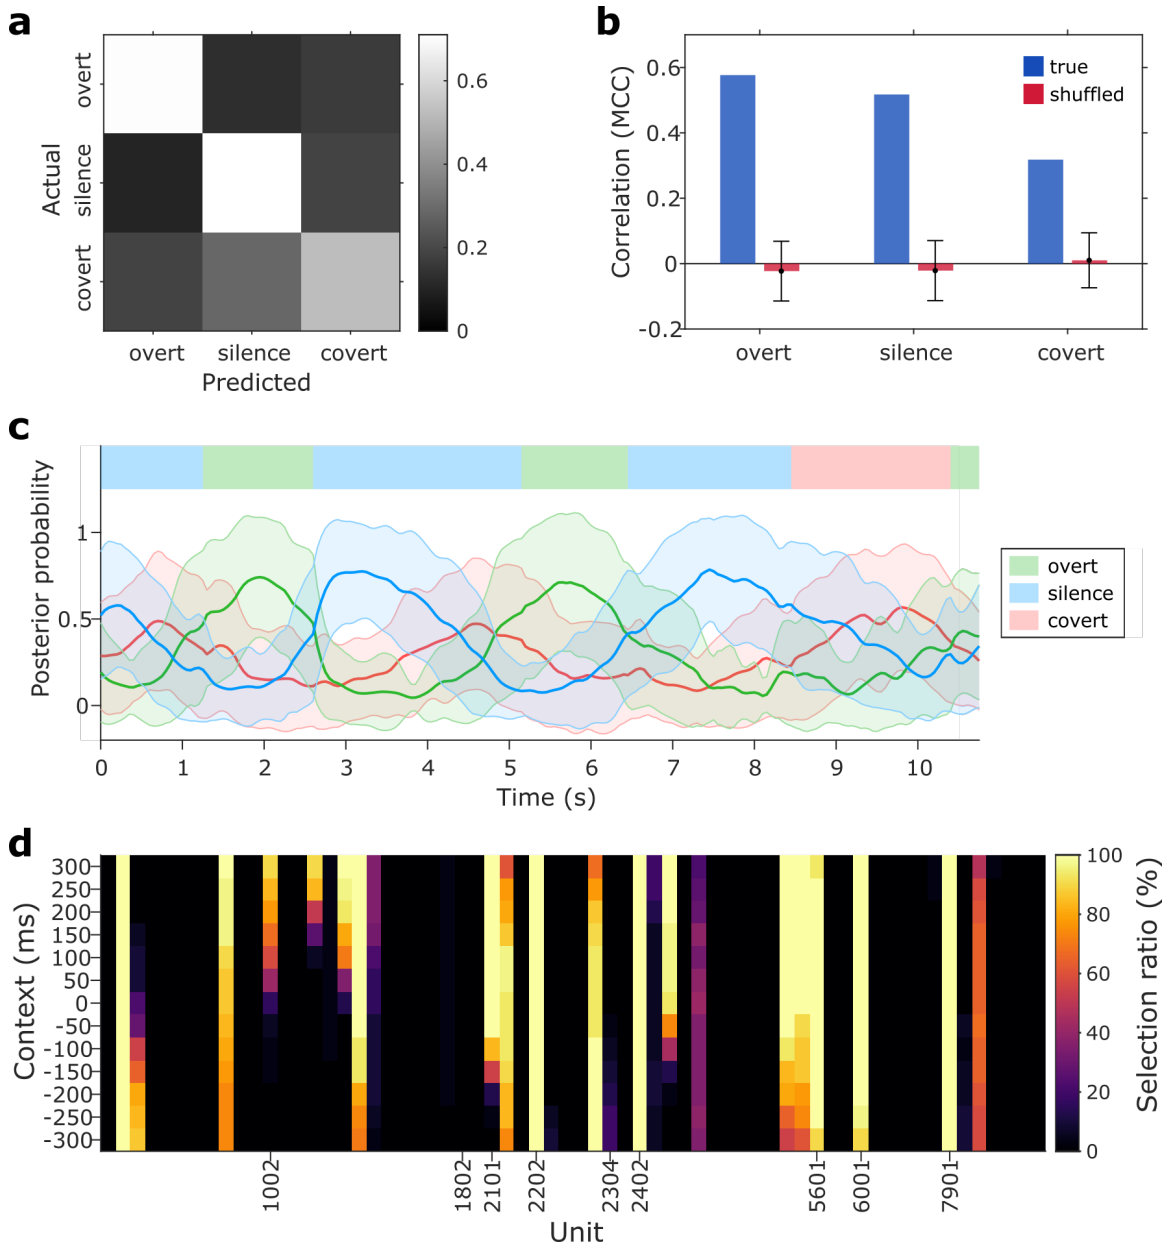 a
overt
silence
covert
Actual
overt silence covert
Predicted
0.6
0.4
0.2
0
b
Correlation (MCC)
0.6
0.4
0.2
0
-0.2
true
shuffled
overt silence covert
c
Posterior probability
1
0.5
0
0 1 2 3 4 5 6 7 8 9 10
Time (s)
overt
silence
covert
d
Context (ms)
300
250
200
150
100
50
0
-50
-100
-150
-200
-250
-300
1002 1802 2101 2202 2304 2402 5601 6001 7901
Unit
100
80
60
40
20
0
Selection ratio (%)